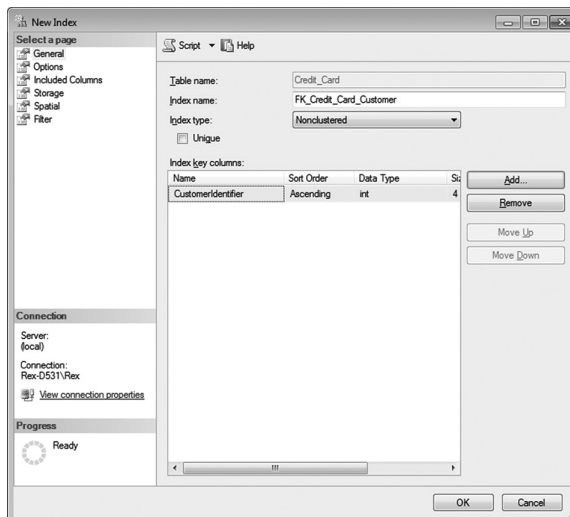 New Index
Select a page
General
Options
Included Columns
Storage
Spatial
Filter
Script
Help
Table name:
Credit_Card
Index name:
FK_Credit_Card_Customer
Index type:
Nonclustered
Unique
Index key columns:
Name Sort Order Data Type Siz
CustomerIdentifier Ascending int 4
Add...
Remove
Move Up
Move Down
Connection
Server:
(local)
Connection:
Rex-D531\Rex
View connection properties
Progress
Ready
OK
Cancel